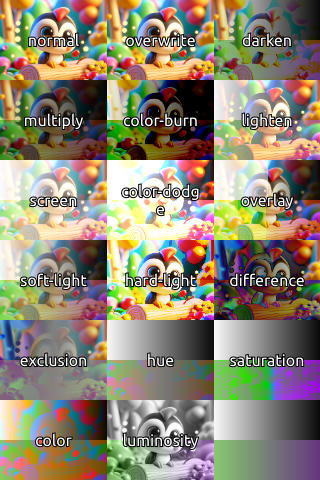 normal
overwrite
darken
multiply
color-burn
lighten
screen
color-dodg
e
overlay
soft-light
hard-light
difference
exclusion
hue
saturation
color
luminosity